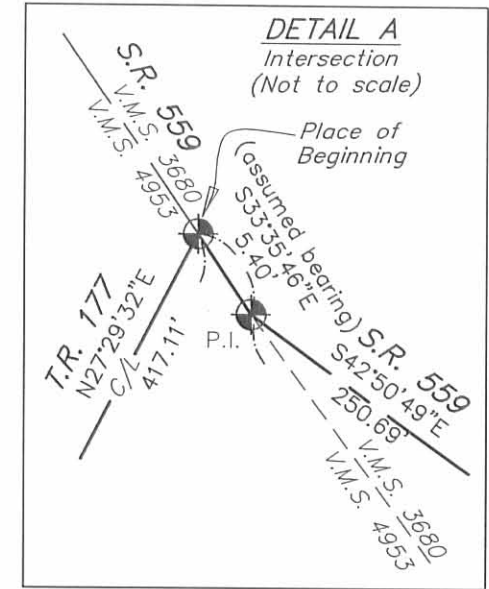 DETAIL A
Intersection
(Not to scale)
S.R. 559
V.M.S. 3680
V.M.S. 4953
Place of
Beginning
(assumed bearing)
S33°35'46"E
5.40'
T.R. 177
N27°29'32"E
C/L
417.11'
P.I.
S.R. 559
S42°50'49"E
250.69'
V.M.S. 3680
V.M.S. 4953